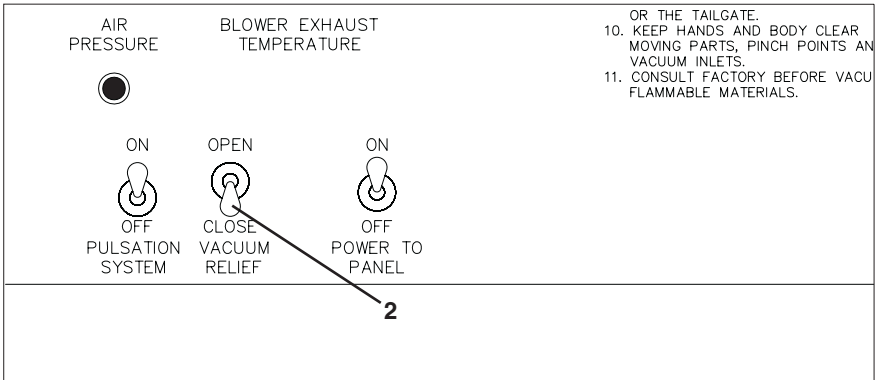 AIR
PRESSURE
BLOWER EXHAUST
TEMPERATURE
OR THE TAILGATE.
10. KEEP HANDS AND BODY CLEAR
MOVING PARTS, PINCH POINTS
VACUUM INLETS.
11. CONSULT FACTORY BEFORE
FLAMMABLE MATERIALS.
ON
OFF
PULSATION
SYSTEM
OPEN
CLOSE
VACUUM
RELIEF
ON
OFF
POWER TO
PANEL
2